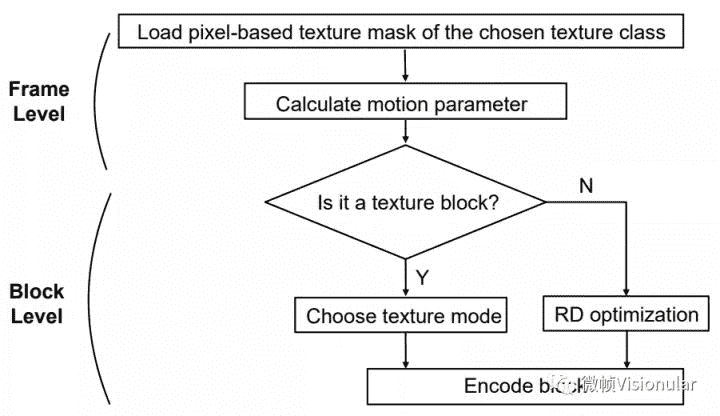 Load pixel-based texture mask of the chosen texture class
Frame
Level
Calculate motion parameter
Is it a texture block?
N
Y
Block
Level
Choose texture mode
RD optimization
Encode block
微帧Visionular